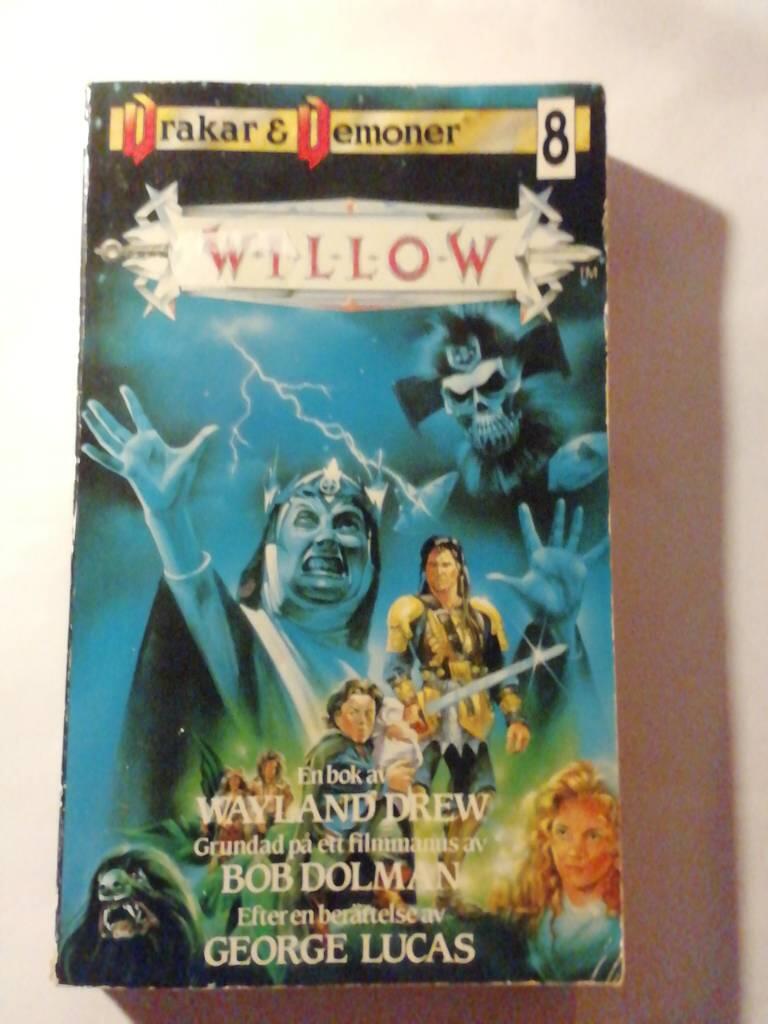 Drakar & Demoner
8
W·I·L·L·O·W
TM
En bok av
WAYLAND DREW
Grundad på ett filmmanus av
BOB DOLMAN
Efter en berättelse av
GEORGE LUCAS